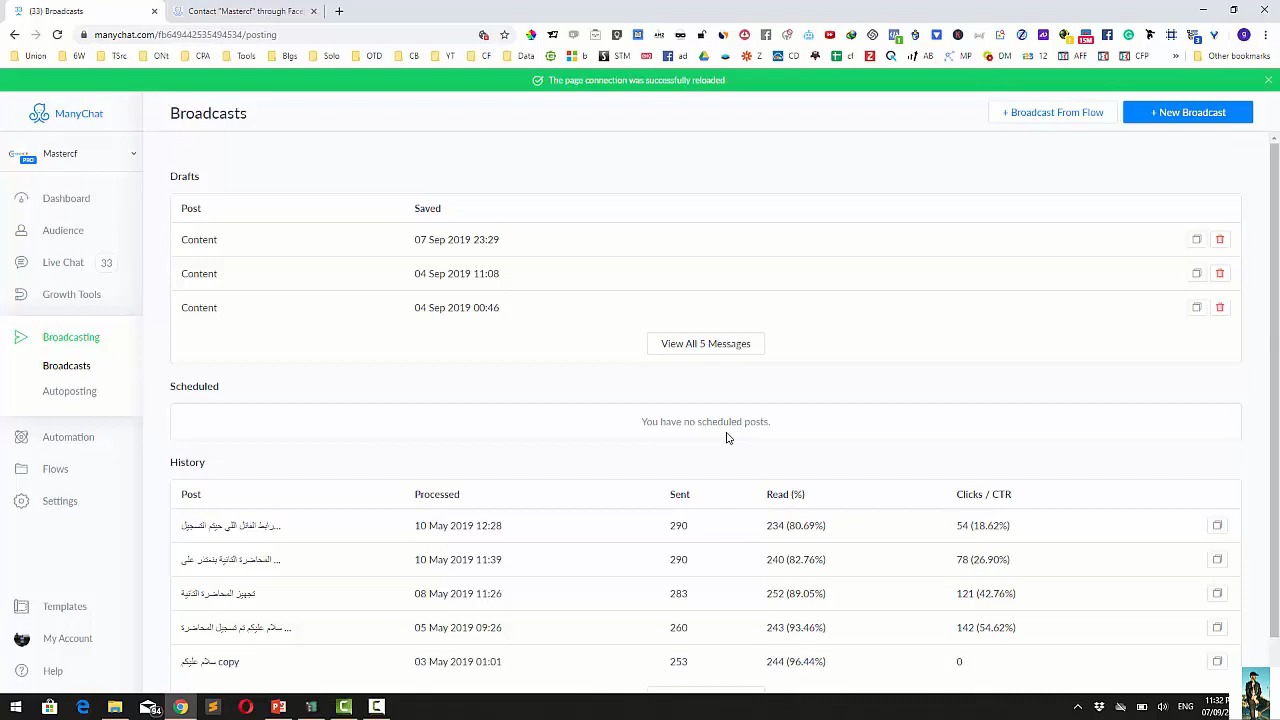 (33) Broadcasts
Contact "Mastercf" through Face
manychat.com/fb649442535494534/posting
Union
6W
TSrc
ONt
CPA
Tools
Blgs
Solo
OTU
CB
YT
CF
Data
b
STM
ad
Z
CD
cf
AB
MP
DM
12
AFF
CFP
Other bookmarks
The page connection was successfully reloaded
ManyChat
Broadcasts
+ Broadcast From Flow
+ New Broadcast
Mastercf
PRO
Dashboard
Audience
Live Chat 33
Growth Tools
Broadcasting
Broadcasts
Autoposting
Automation
Flows
Settings
Templates
My Account
Help
Drafts
Post Saved
Content 07 Sep 2019 23:29
Content 04 Sep 2019 11:08
Content 04 Sep 2019 00:46
View All 5 Messages
Scheduled
You have no scheduled posts.
History
Post Processed Sent Read (%) Clicks / CTR
رابط الفاتل اللي حيتم التسجيل... 10 May 2019 12:28 290 234 (80.69%) 54 (18.62%)
المحاضرة التانية بنمتدر على ... 10 May 2019 11:39 290 240 (82.76%) 78 (26.90%)
تجهيز المحاضرة التانية 08 May 2019 11:26 283 252 (89.05%) 121 (42.76%)
سلام عليكم تم تسجيل المحاضرة ... 05 May 2019 09:26 260 243 (93.46%) 142 (54.62%)
سلام عليكم copy 03 May 2019 01:01 253 244 (96.44%) 0
ENG
11:32
07/09/